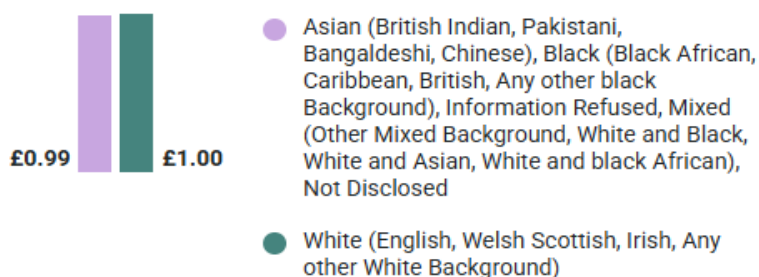 £0.99
£1.00
Asian (British Indian, Pakistani,
Bangaldeshi, Chinese), Black (Black African,
Caribbean, British, Any other black
Background), Information Refused, Mixed
(Other Mixed Background, White and Black,
White and Asian, White and black African),
Not Disclosed
White (English, Welsh Scottish, Irish, Any
other White Background)